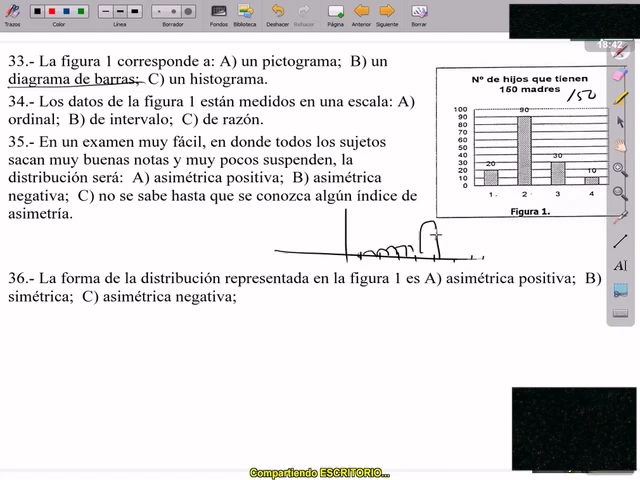 Trazos
Color
Línea
Borrador
Fondos
Biblioteca
Deshacer
Rehacer
Página
Anterior
Siguiente
Borrar
18:42
33.- La figura 1 corresponde a: A) un pictograma;  B) un
diagrama de barras;  C) un histograma.
34.- Los datos de la figura 1 están medidos en una escala: A)
ordinal;  B) de intervalo;  C) de razón.
35.- En un examen muy fácil, en donde todos los sujetos
sacan muy buenas notas y muy pocos suspenden, la
distribución será:  A) asimétrica positiva;  B) asimétrica
negativa;  C) no se sabe hasta que se conozca algún índice de
asimetría.
Nº de hijos que tienen
150 madres
150
100
90
80
70
60
50
40
30
20
10
0
20
90
30
10
1
2
3
4
Figura 1.
36.- La forma de la distribución representada en la figura 1 es A) asimétrica positiva;  B)
simétrica;  C) asimétrica negativa;
AI
Compartiendo ESCRITORIO...